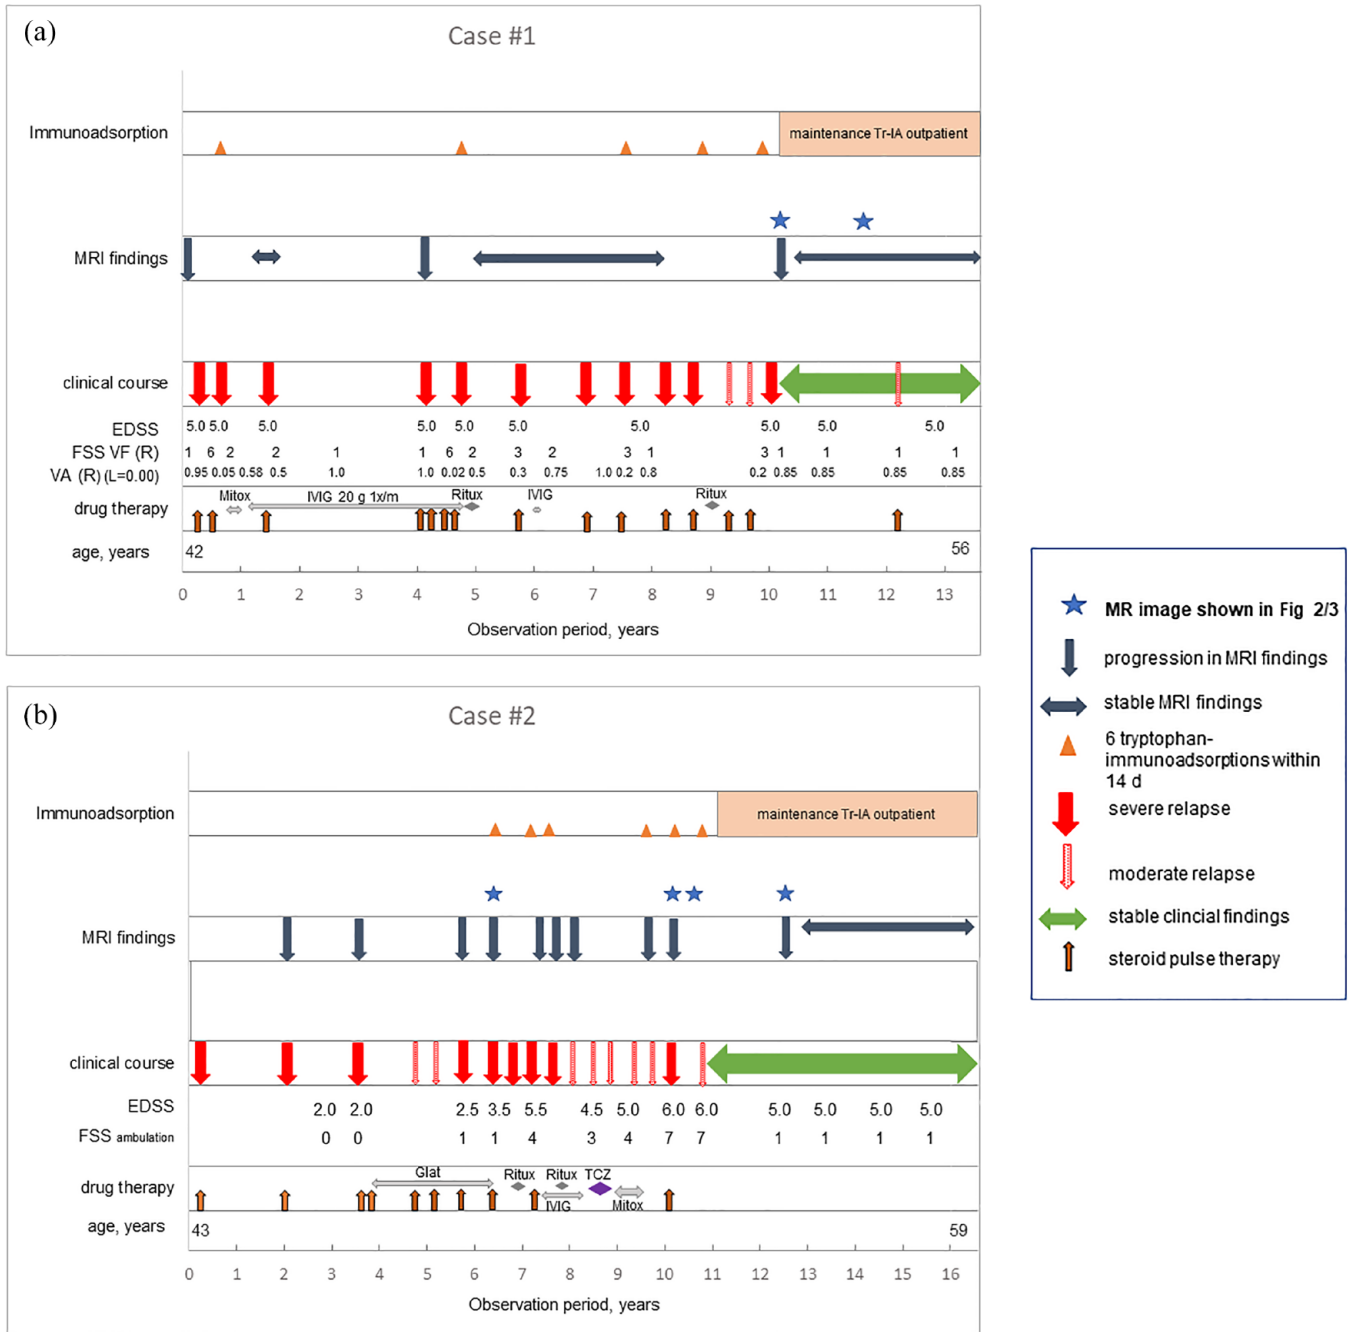 (a)
Case #1
Immunoadsorption
maintenance Tr-IA outpatient
MRI findings
clinical course
EDSS 5.0 5.0 5.0 5.0 5.0 5.0 5.0 5.0 5.0 5.0
FSS VF (R) 1 6 2 2 1 1 6 2 3 2 3 1 3 1 1 1 1
VA (R) (L=0.00) 0.95 0.05 0.58 0.5 1.0 1.0 0.02 0.5 0.3 0.75 1.0 0.2 0.8 0.2 0.85 0.85 0.85 0.85
Mitox IVIG 20 g 1x/m Ritux IVIG Ritux
drug therapy
age, years 42 56
0 1 2 3 4 5 6 7 8 9 10 11 12 13
Observation period, years
(b)
Case #2
Immunoadsorption
maintenance Tr-IA outpatient
MRI findings
clinical course
EDSS 2.0 2.0 2.5 3.5 5.5 4.5 5.0 6.0 6.0 5.0 5.0 5.0 5.0
FSS ambulation 0 0 1 1 4 3 4 7 7 1 1 1 1
Glat Ritux Ritux TCZ
drug therapy
IVIG Mitox
age, years 43 59
0 1 2 3 4 5 6 7 8 9 10 11 12 13 14 15 16
Observation period, years
MR image shown in Fig 2/3
progression in MRI findings
stable MRI findings
6 tryptophan-
immunoadsorptions within
14 d
severe relapse
moderate relapse
stable clincial findings
steroid pulse therapy